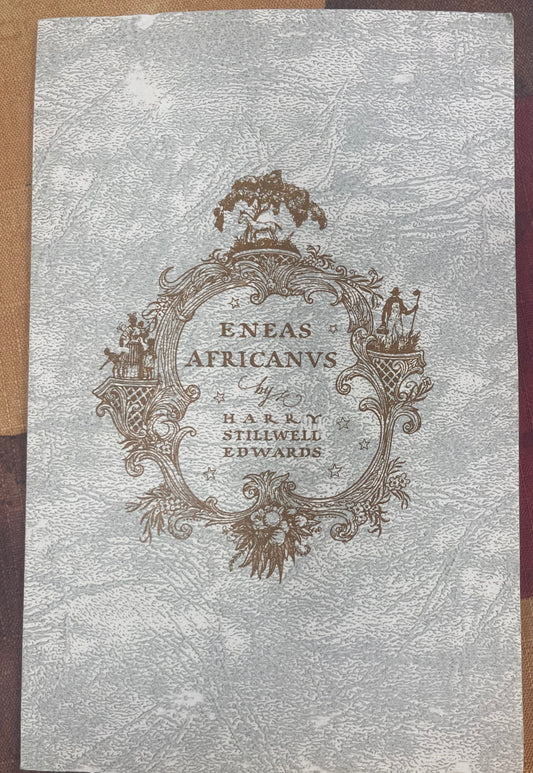 ENEAS
AFRICANVS
by
HARRY
STILLWELL
EDWARDS